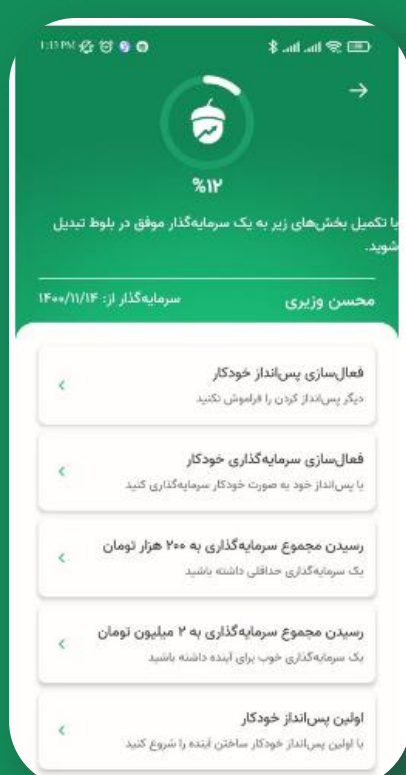 1:13 PM
%۱۲
با تکمیل بخش‌های زیر به یک سرمایه‌گذار موفق در بلوط تبدیل
شوید.
محسن وزیری
سرمایه‌گذار از: ۱۴۰۰/۱۱/۱۴
فعال‌سازی پس‌انداز خودکار
دیگر پس‌انداز کردن را فراموش نکنید
فعال‌سازی سرمایه‌گذاری خودکار
با پس‌انداز خود به صورت خودکار سرمایه‌گذاری کنید
رسیدن مجموع سرمایه‌گذاری به ۲۰۰ هزار تومان
یک سرمایه‌گذاری حداقلی داشته باشید
رسیدن مجموع سرمایه‌گذاری به ۲ میلیون تومان
یک سرمایه‌گذاری خوب برای آینده داشته باشید
اولین پس‌انداز خودکار
با اولین پس‌انداز خودکار ساختن آینده را شروع کنید